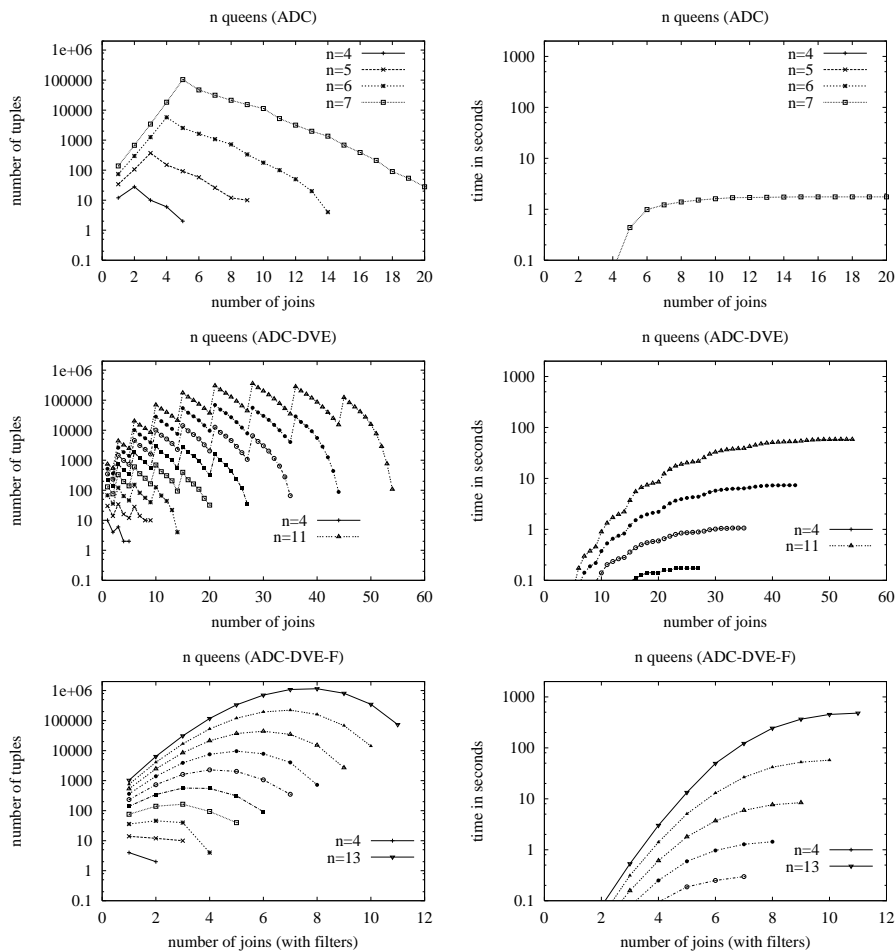 n queens (ADC)
number of tuples
1e+06
100000
10000
1000
100
10
1
0.1
n=4
n=5
n=6
n=7
0 2 4 6 8 10 12 14 16 18 20
number of joins
n queens (ADC)
time in seconds
1000
100
10
1
0.1
n=4
n=5
n=6
n=7
0 2 4 6 8 10 12 14 16 18 20
number of joins
n queens (ADC-DVE)
number of tuples
1e+06
100000
10000
1000
100
10
1
0.1
n=4
n=11
0 10 20 30 40 50 60
number of joins
n queens (ADC-DVE)
time in seconds
1000
100
10
1
0.1
n=4
n=11
0 10 20 30 40 50 60
number of joins
n queens (ADC-DVE-F)
number of tuples
1e+06
100000
10000
1000
100
10
1
0.1
n=4
n=13
0 2 4 6 8 10 12
number of joins (with filters)
n queens (ADC-DVE-F)
time in seconds
1000
100
10
1
0.1
n=4
n=13
0 2 4 6 8 10 12
number of joins (with filters)